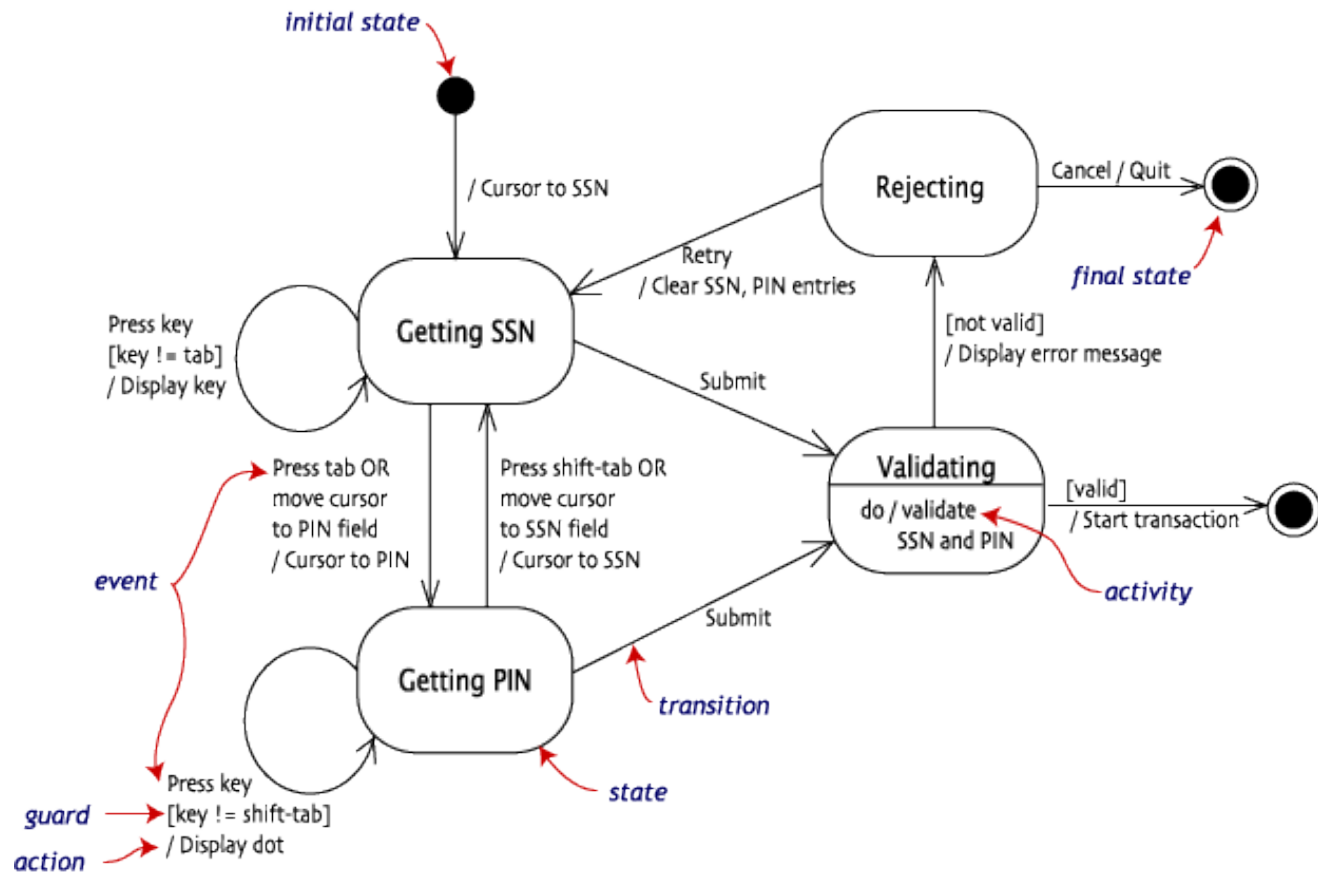 initial state
/ Cursor to SSN
Rejecting
Cancel / Quit
final state
Retry
/ Clear SSN, PIN entries
Getting SSN
Press key
[key != tab]
/ Display key
[not valid]
/ Display error message
Submit
Validating
do / validate
SSN and PIN
[valid]
/ Start transaction
activity
Press tab OR
move cursor
to PIN field
/ Cursor to PIN
Press shift-tab OR
move cursor
to SSN field
/ Cursor to SSN
event
Submit
Getting PIN
transition
state
Press key
[key != shift-tab]
/ Display dot
guard
action